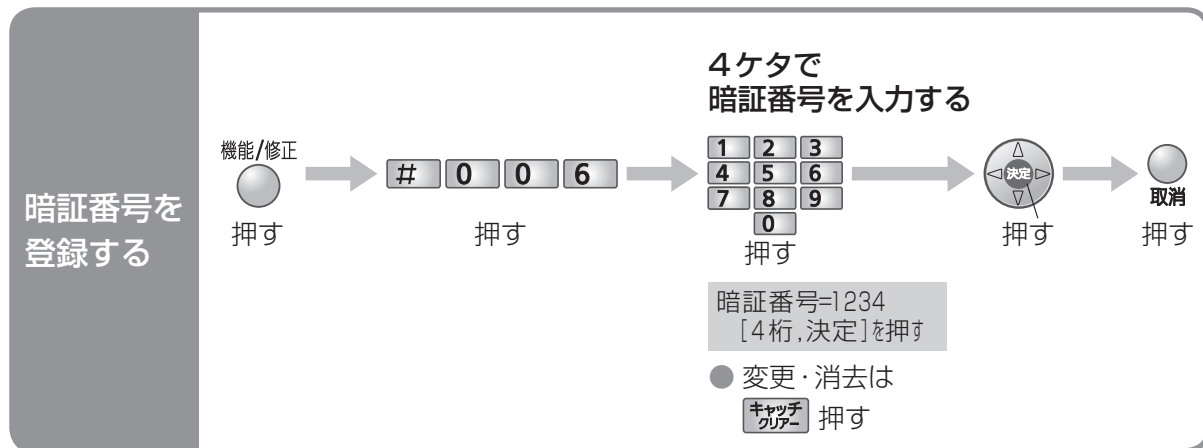 暗証番号を
登録する
機能/修正
押す
# 0 0 6
押す
4ケタで
暗証番号を入力する
1 2 3
4 5 6
7 8 9
0
押す
暗証番号=1234
[4桁,決定]を押す
● 変更・消去は
キャッチ
クリアー 押す
決定
押す
取消
押す